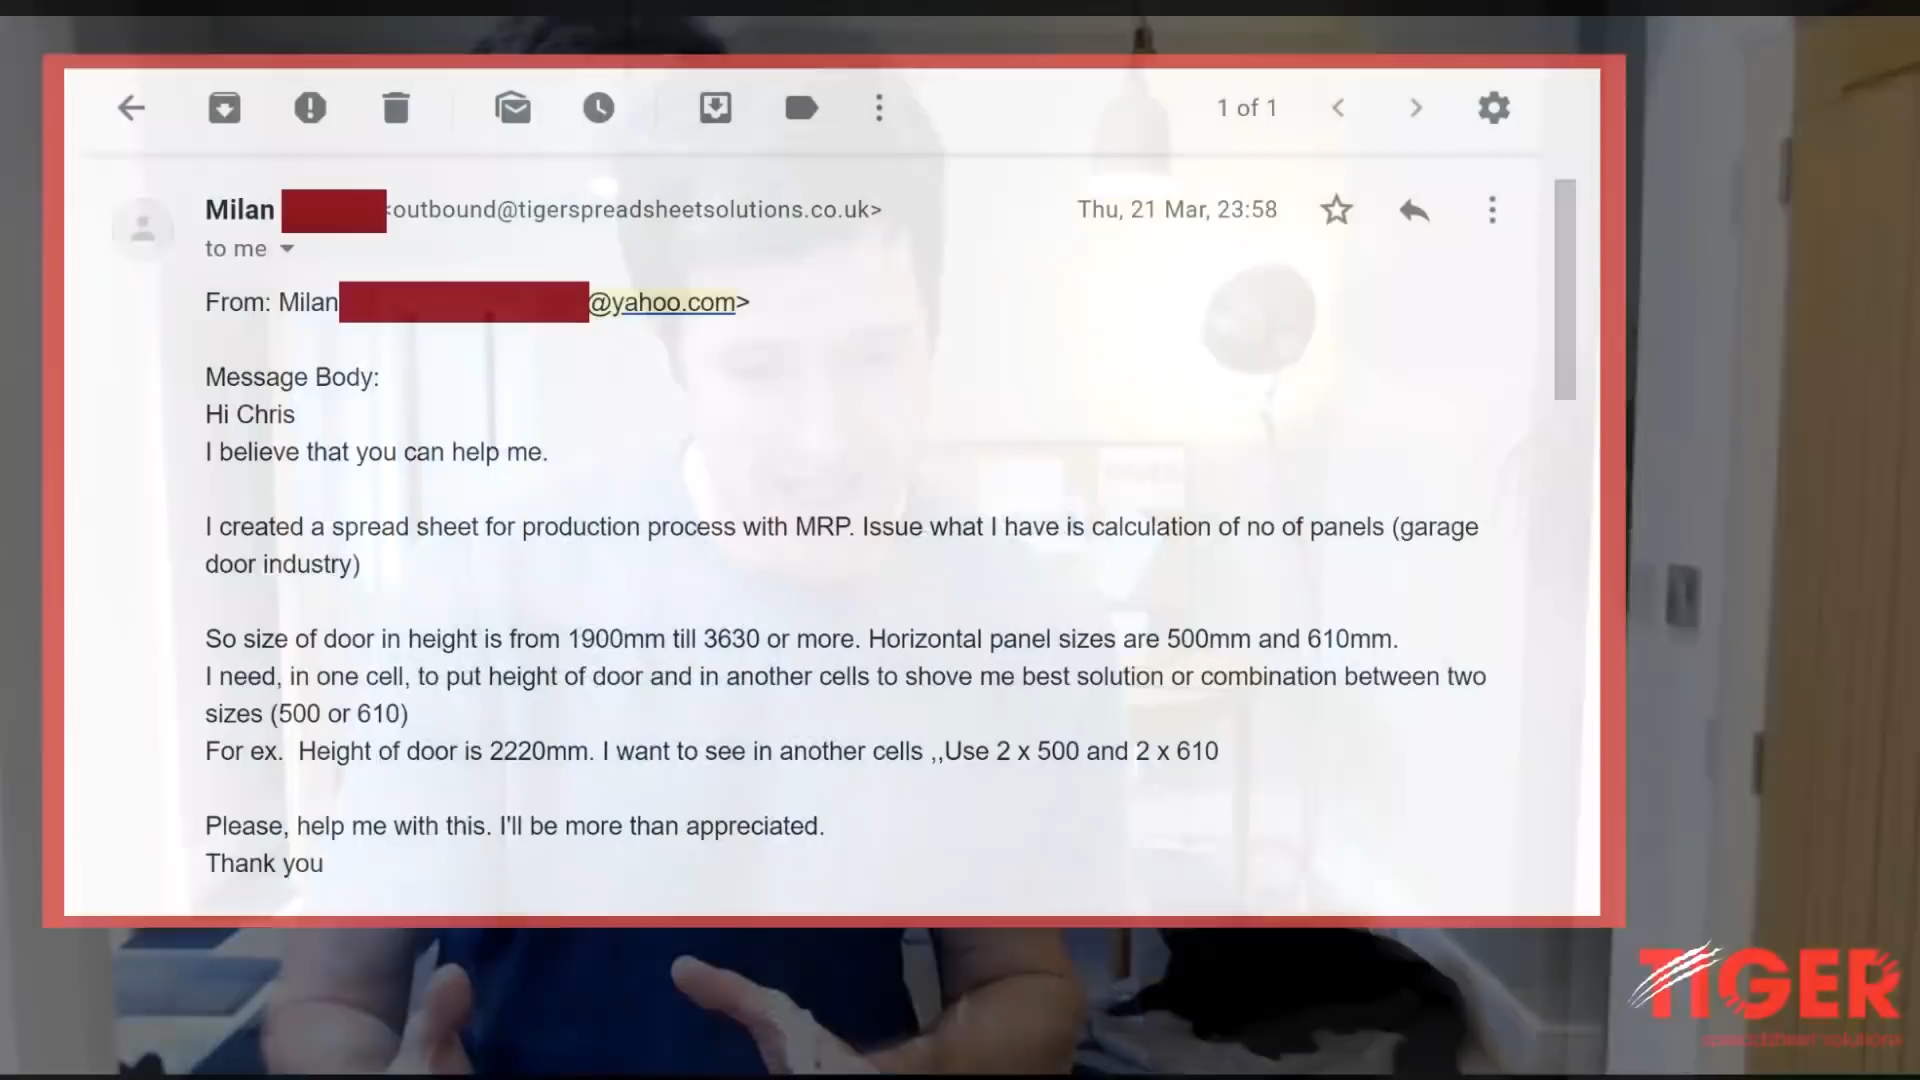 1 of 1
Milan <outbound@tigerspreadsheetsolutions.co.uk>
Thu, 21 Mar, 23:58
to me
From: Milan @yahoo.com>
Message Body:
Hi Chris
I believe that you can help me.
I created a spread sheet for production process with MRP. Issue what I have is calculation of no of panels (garage
door industry)
So size of door in height is from 1900mm till 3630 or more. Horizontal panel sizes are 500mm and 610mm.
I need, in one cell, to put height of door and in another cells to shove me best solution or combination between two
sizes (500 or 610)
For ex.  Height of door is 2220mm. I want to see in another cells ,,Use 2 x 500 and 2 x 610
Please, help me with this. I'll be more than appreciated.
Thank you
TIGER
spreadsheet solutions